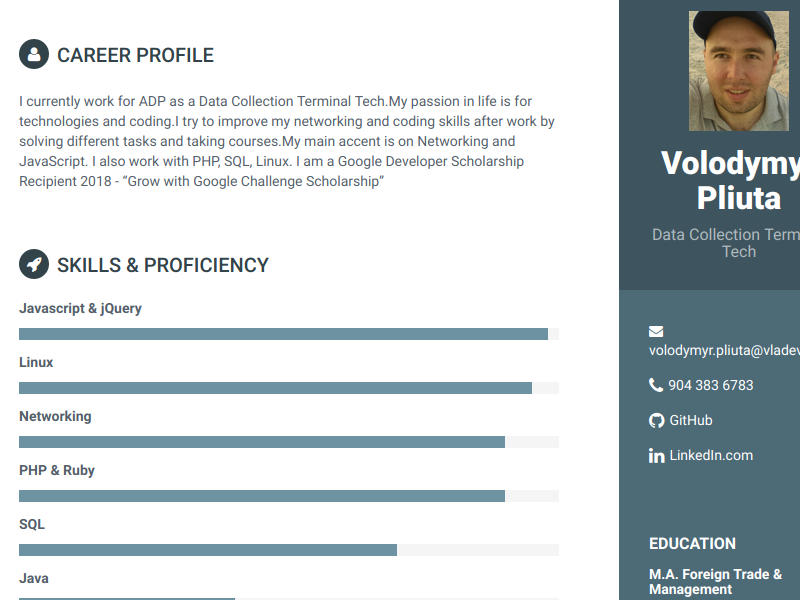 CAREER PROFILE
I currently work for ADP as a Data Collection Terminal Tech.My passion in life is for
technologies and coding.I try to improve my networking and coding skills after work by
solving different tasks and taking courses.My main accent is on Networking and
JavaScript. I also work with PHP, SQL, Linux. I am a Google Developer Scholarship
Recipient 2018 - “Grow with Google Challenge Scholarship”
SKILLS & PROFICIENCY
Javascript & jQuery
Linux
Networking
PHP & Ruby
SQL
Java
Volodymy
Pliuta
Data Collection Term
Tech
volodymyr.pliuta@vladev
904 383 6783
GitHub
LinkedIn.com
EDUCATION
M.A. Foreign Trade &
Management